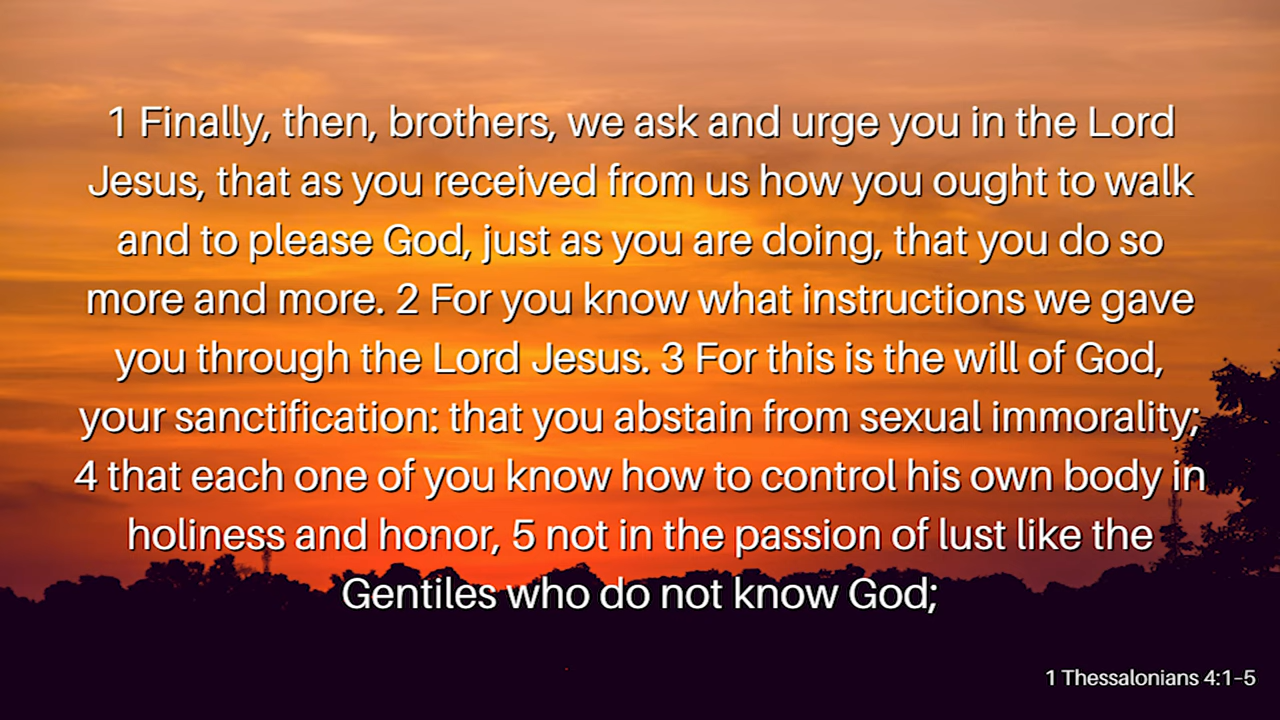 1 Finally, then, brothers, we ask and urge you in the Lord
Jesus, that as you received from us how you ought to walk
and to please God, just as you are doing, that you do so
more and more. 2 For you know what instructions we gave
you through the Lord Jesus. 3 For this is the will of God,
your sanctification: that you abstain from sexual immorality;
4 that each one of you know how to control his own body in
holiness and honor, 5 not in the passion of lust like the
Gentiles who do not know God;
1 Thessalonians 4:1–5